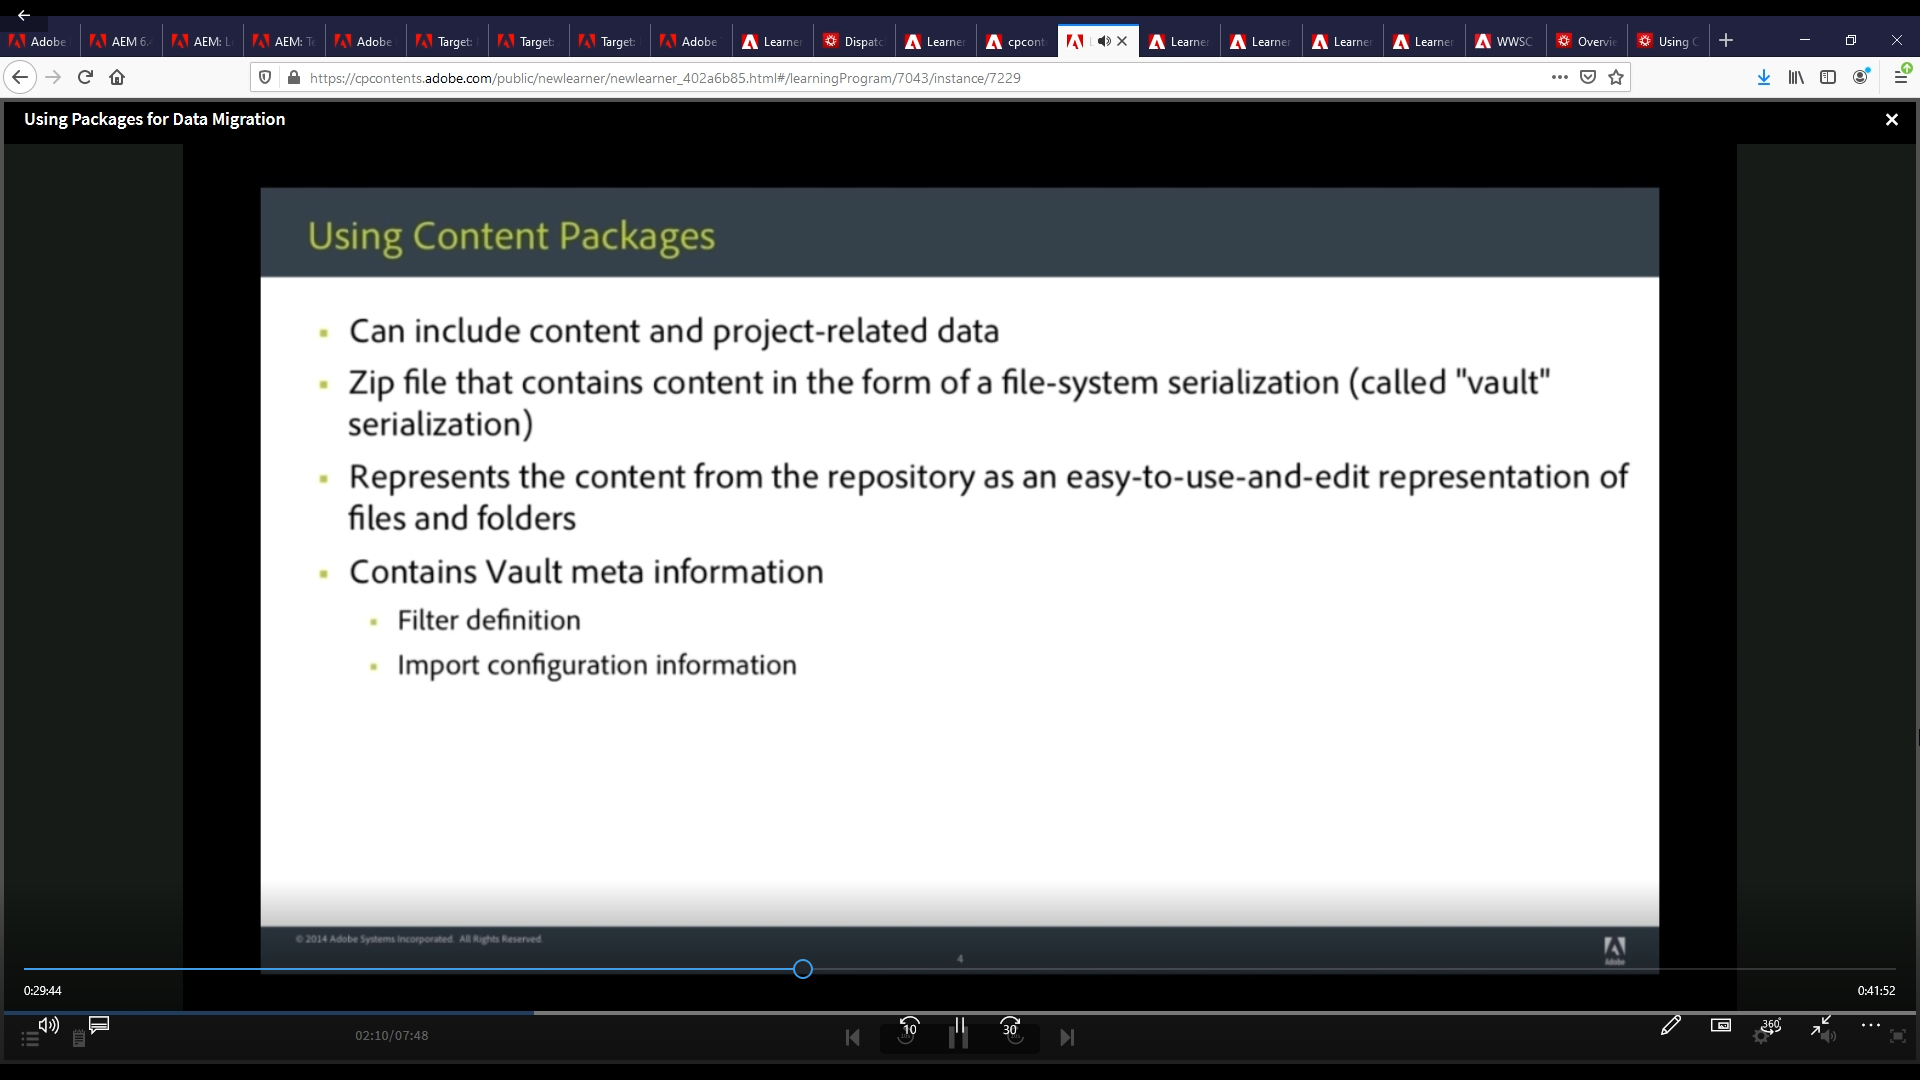 Adobe
AEM 6.
AEM: L
AEM: Te
Adobe
Target:
Target:
Target:
Adobe
Learner
Dispatc
Learner
cpcont
Learner
Learner
Learner
Learner
WWSC
Overvie
Using C
https://cpcontents.adobe.com/public/newlearner/newlearner_402a6b85.html#/learningProgram/7043/instance/7229
Using Packages for Data Migration
Using Content Packages
Can include content and project-related data
Zip file that contains content in the form of a file-system serialization (called "vault"
serialization)
Represents the content from the repository as an easy-to-use-and-edit representation of
files and folders
Contains Vault meta information
Filter definition
Import configuration information
© 2014 Adobe Systems Incorporated. All Rights Reserved.
4
Adobe
0:29:44
0:41:52
02:10/07:48
10
30
360°